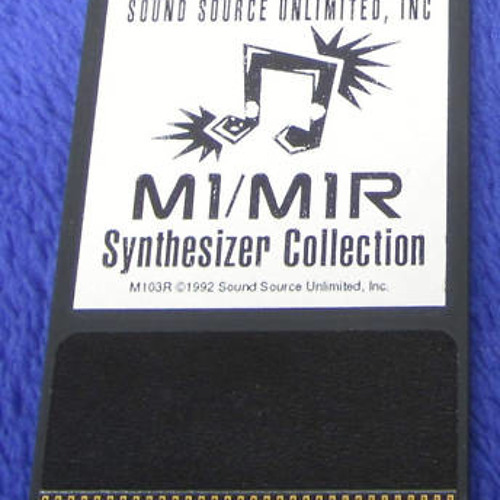 SOUND SOURCE UNLIMITED, INC
M1/M1R
Synthesizer Collection
M103R ©1992 Sound Source Unlimited, Inc.